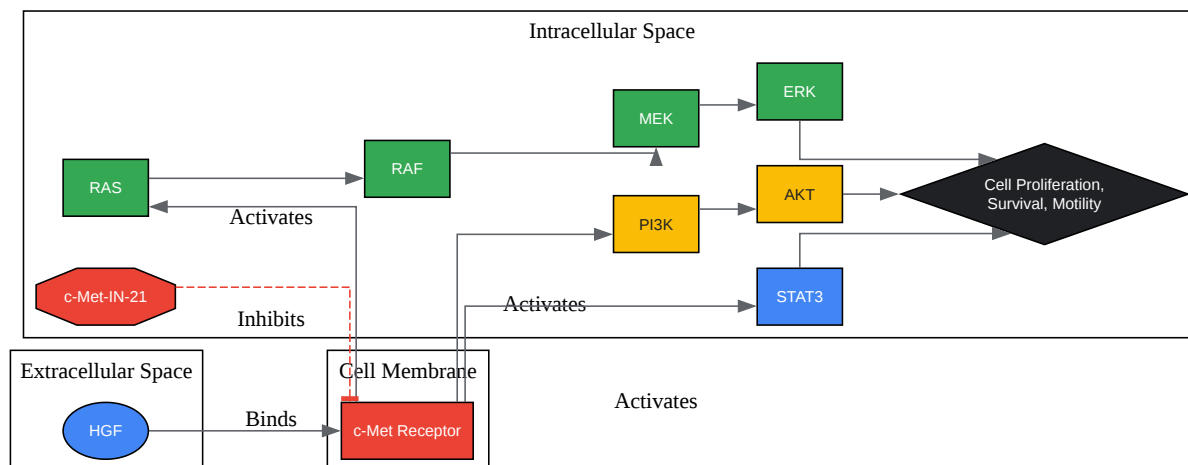 Intracellular Space
ERK
MEK
RAF
RAS
Cell Proliferation,
Survival, Motility
AKT
Activates
PI3K
c-Met-IN-21
STAT3
Activates
Inhibits
Extracellular Space
Cell Membrane
Activates
Binds
HGF
c-Met Receptor